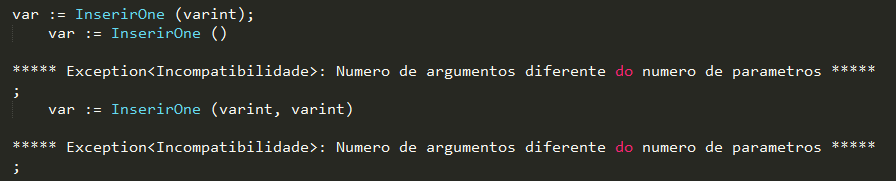 var := InserirOne (varint);
var := InserirOne ()
***** Exception<Incompatibilidade>: Numero de argumentos diferente do numero de parametros *****
;
var := InserirOne (varint, varint)
***** Exception<Incompatibilidade>: Numero de argumentos diferente do numero de parametros *****
;